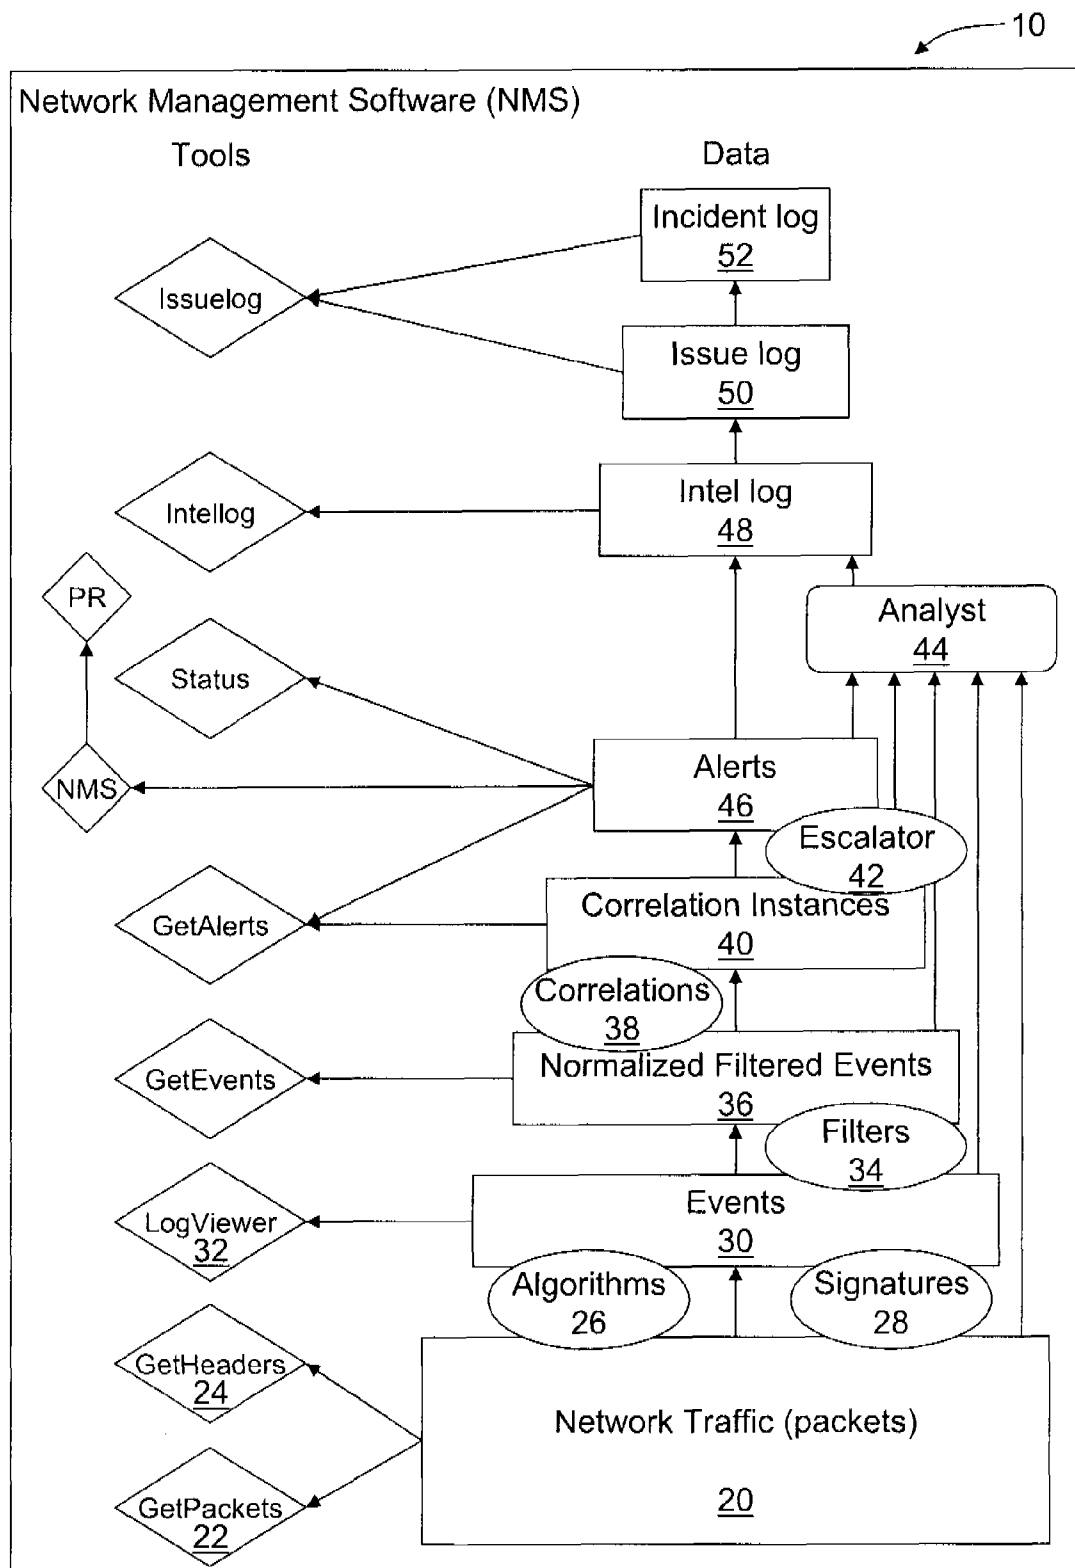 10
Network Management Software (NMS)
Tools
Data
Incident log
52
Issuelog
Issue log
50
Intel log
48
Intellog
PR
Analyst
44
Status
Alerts
46
NMS
Escalator
42
Correlation Instances
40
GetAlerts
Correlations
38
Normalized Filtered Events
36
GetEvents
Filters
34
Events
30
LogViewer
32
Algorithms
26
Signatures
28
GetHeaders
24
Network Traffic (packets)
20
GetPackets
22